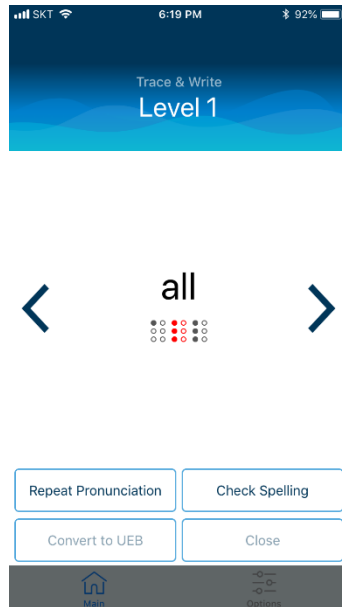 SKT 6:19 PM 92%
Trace & Write
Level 1
all
⠁⠇⠇
Repeat Pronunciation Check Spelling
Convert to UEB Close
Main Options